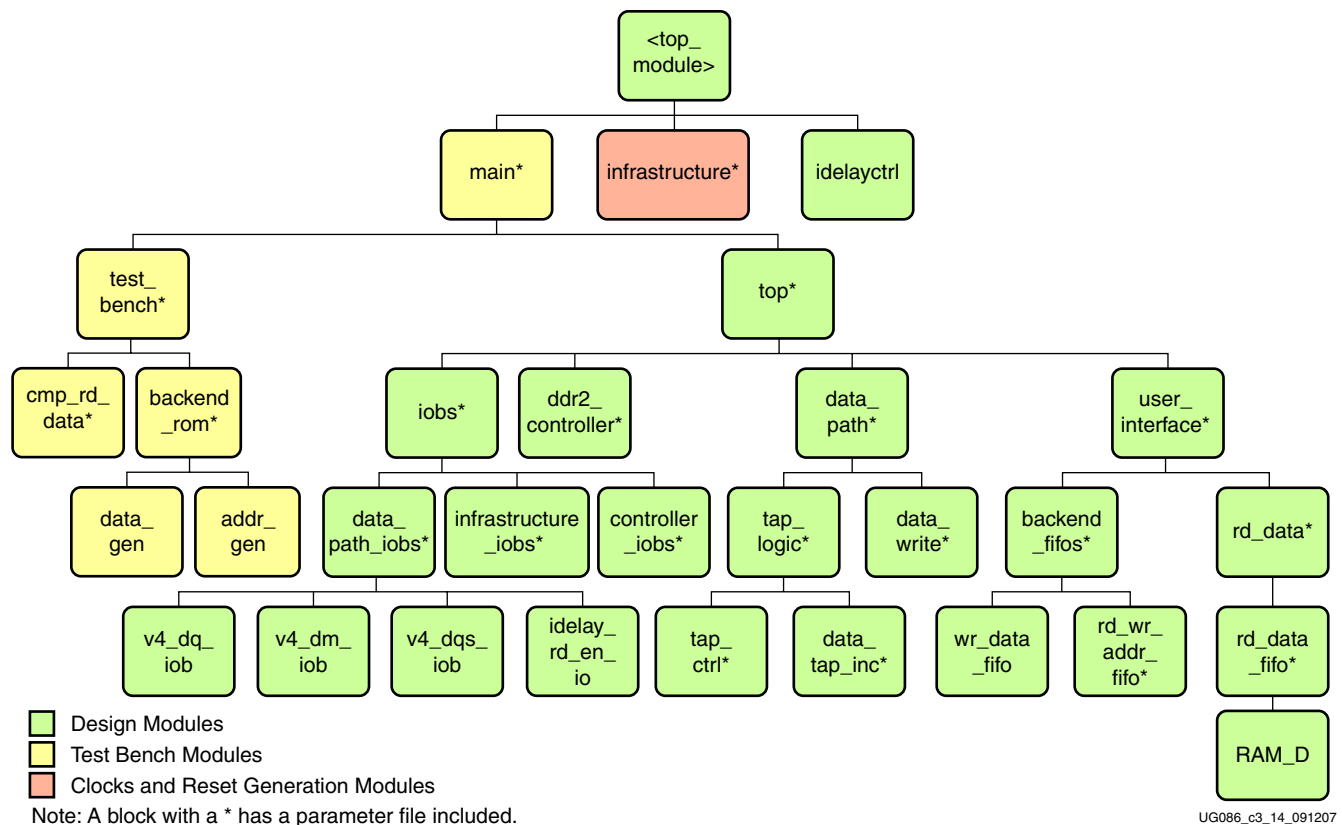 <top_
module>
main*
infrastructure*
idelayctrl
test_
bench*
top*
cmp_rd_
data*
backend
_rom*
iobs*
ddr2_
controller*
data_
path*
user_
interface*
data_
gen
addr_
gen
data_
path_iobs*
infrastructure
_iobs*
controller
_iobs*
tap_
logic*
data_
write*
backend
_fifos*
rd_data*
v4_dq_
iob
v4_dm_
iob
v4_dqs_
iob
idelay_
rd_en_
io
tap_
ctrl*
data_
tap_inc*
wr_data
_fifo
rd_wr_
addr_
fifo*
rd_data
_fifo*
RAM_D
Design Modules
Test Bench Modules
Clocks and Reset Generation Modules
Note: A block with a * has a parameter file included.
UG086_c3_14_091207